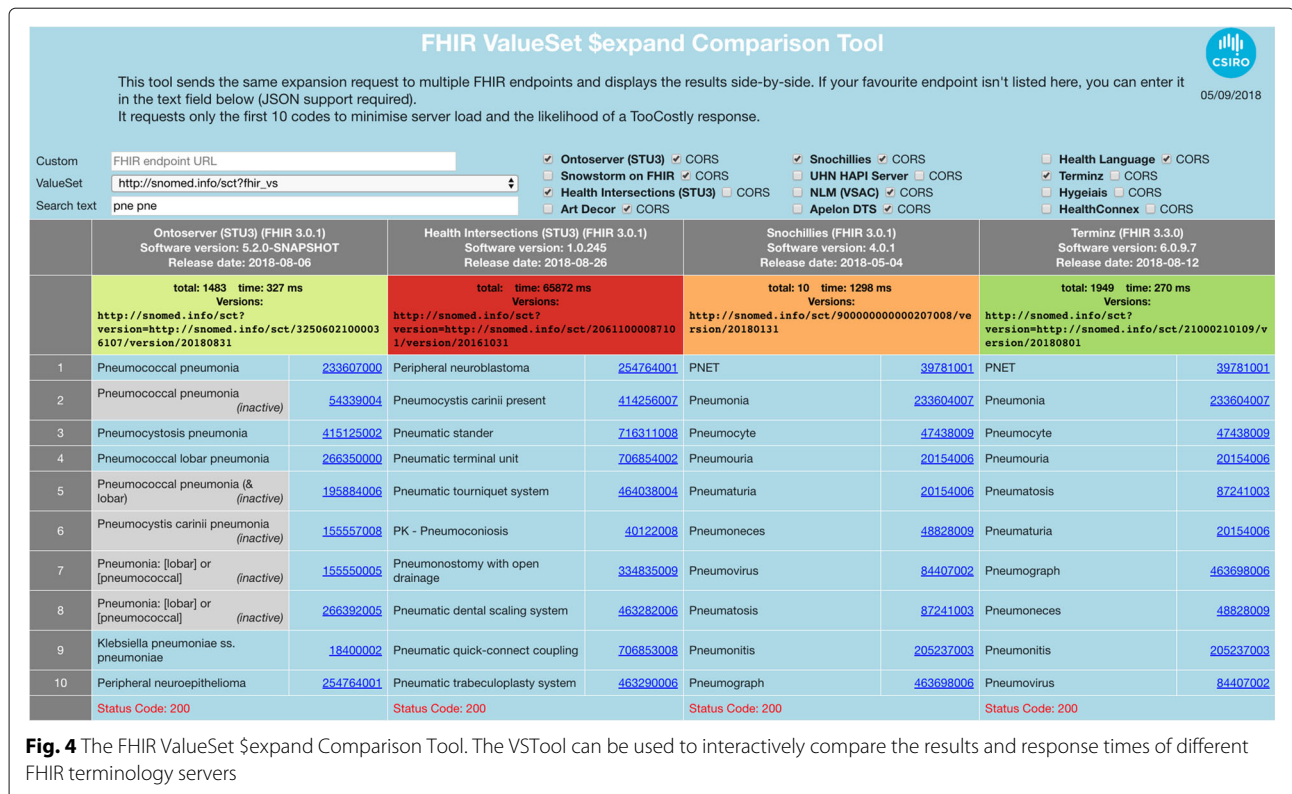 FHIR ValueSet $expand Comparison Tool
CSIRO
05/09/2018
This tool sends the same expansion request to multiple FHIR endpoints and displays the results side-by-side. If your favourite endpoint isn't listed here, you can enter it
in the text field below (JSON support required).
It requests only the first 10 codes to minimise server load and the likelihood of a TooCostly response.
Custom FHIR endpoint URL
ValueSet http://snomed.info/sct?fhir_vs
Search text pne pne
Ontoserver (STU3) CORS Snochillies CORS Health Language CORS
Snowstorm on FHIR CORS UHN HAPI Server CORS Terminz CORS
Health Intersections (STU3) CORS NLM (VSAC) CORS Hygeiais CORS
Art Decor CORS Apelon DTS CORS HealthConnex CORS
Ontoserver (STU3) (FHIR 3.0.1)
Software version: 5.2.0-SNAPSHOT
Release date: 2018-08-06
Health Intersections (STU3) (FHIR 3.0.1)
Software version: 1.0.245
Release date: 2018-08-26
Snochillies (FHIR 3.0.1)
Software version: 4.0.1
Release date: 2018-05-04
Terminz (FHIR 3.3.0)
Software version: 6.0.9.7
Release date: 2018-08-12
total: 1483 time: 327 ms
Versions:
http://snomed.info/sct?
version=http://snomed.info/sct/3250602100003
6107/version/20180831
total: time: 65872 ms
Versions:
http://snomed.info/sct?
version=http://snomed.info/sct/2061100008710
1/version/20161031
total: 10 time: 1298 ms
Versions:
http://snomed.info/sct/900000000000207008/ve
rsion/20180131
total: 1949 time: 270 ms
Versions:
http://snomed.info/sct?
version=http://snomed.info/sct/21000210109/v
ersion/20180801
1 Pneumococcal pneumonia 233607000 Peripheral neuroblastoma 254764001 PNET 39781001 PNET 39781001
2 Pneumococcal pneumonia (inactive) 54339004 Pneumocystis carinii present 414256007 Pneumonia 233604007 Pneumonia 233604007
3 Pneumocystosis pneumonia 415125002 Pneumatic stander 716311008 Pneumocyte 47438009 Pneumocyte 47438009
4 Pneumococcal lobar pneumonia 266350000 Pneumatic terminal unit 706854002 Pneumouria 20154006 Pneumouria 20154006
5 Pneumococcal pneumonia (& lobar) (inactive) 195884006 Pneumatic tourniquet system 464038004 Pneumaturia 20154006 Pneumatosis 87241003
6 Pneumocystis carinii pneumonia (inactive) 155557008 PK - Pneumoconiosis 40122008 Pneumoneces 48828009 Pneumaturia 20154006
7 Pneumonia: [lobar] or [pneumococcal] (inactive) 155550005 Pneumonostomy with open drainage 334835009 Pneumovirus 84407002 Pneumograph 463698006
8 Pneumonia: [lobar] or [pneumococcal] (inactive) 266392005 Pneumatic dental scaling system 463282006 Pneumatosis 87241003 Pneumoneces 48828009
9 Klebsiella pneumoniae ss. pneumoniae 18400002 Pneumatic quick-connect coupling 706853008 Pneumonitis 205237003 Pneumonitis 205237003
10 Peripheral neuroepithelioma 254764001 Pneumatic trabeculoplasty system 463290006 Pneumograph 463698006 Pneumovirus 84407002
Status Code: 200 Status Code: 200 Status Code: 200 Status Code: 200
Fig. 4 The FHIR ValueSet $expand Comparison Tool. The VSTool can be used to interactively compare the results and response times of different
FHIR terminology servers